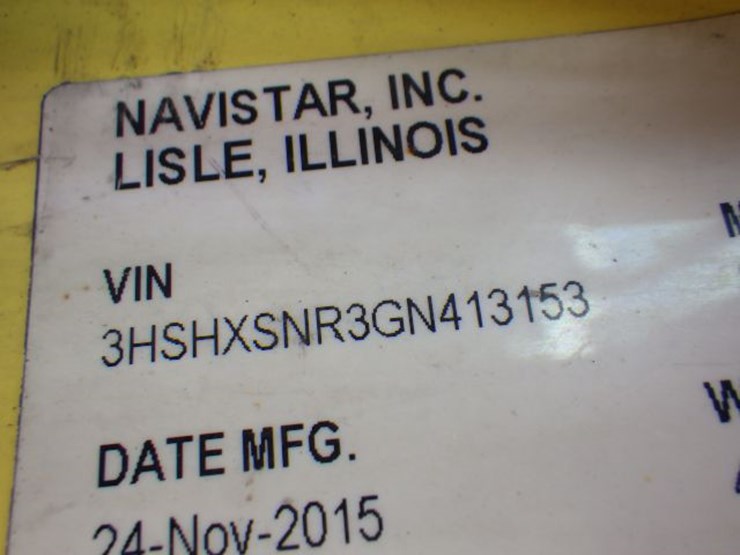 NAVISTAR, INC.
LISLE, ILLINOIS
VIN
3HSHXSNR3GN413153
DATE MFG.
24-Nov-2015